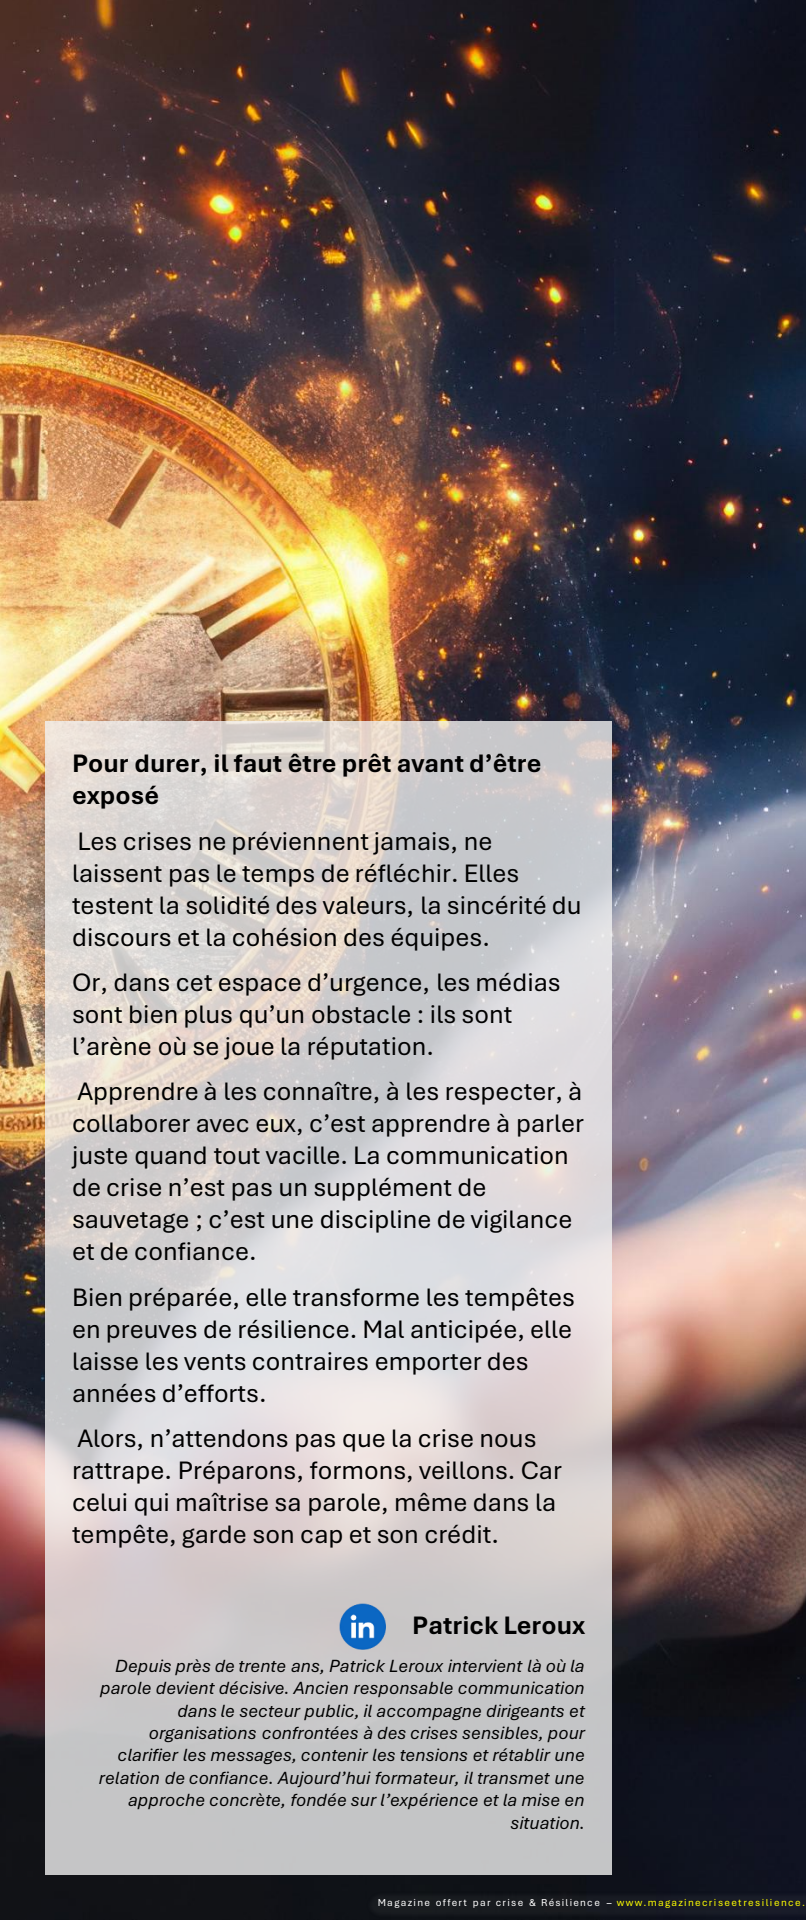 Pour durer, il faut être prêt avant d’être
exposé
Les crises ne préviennent jamais, ne
laissent pas le temps de réfléchir. Elles
testent la solidité des valeurs, la sincérité du
discours et la cohésion des équipes.
Or, dans cet espace d’urgence, les médias
sont bien plus qu’un obstacle : ils sont
l’arène où se joue la réputation.
Apprendre à les connaître, à les respecter, à
collaborer avec eux, c’est apprendre à parler
juste quand tout vacille. La communication
de crise n’est pas un supplément de
sauvetage ; c’est une discipline de vigilance
et de confiance.
Bien préparée, elle transforme les tempêtes
en preuves de résilience. Mal anticipée, elle
laisse les vents contraires emporter des
années d’efforts.
Alors, n’attendons pas que la crise nous
rattrape. Préparons, formons, veillons. Car
celui qui maîtrise sa parole, même dans la
tempête, garde son cap et son crédit.
in Patrick Leroux
Depuis près de trente ans, Patrick Leroux intervient là où la
parole devient décisive. Ancien responsable communication
dans le secteur public, il accompagne dirigeants et
organisations confrontées à des crises sensibles, pour
clarifier les messages, contenir les tensions et rétablir une
relation de confiance. Aujourd’hui formateur, il transmet une
approche concrète, fondée sur l’expérience et la mise en
situation.
Magazine offert par crise & Résilience – www.magazinecriseetresilience.